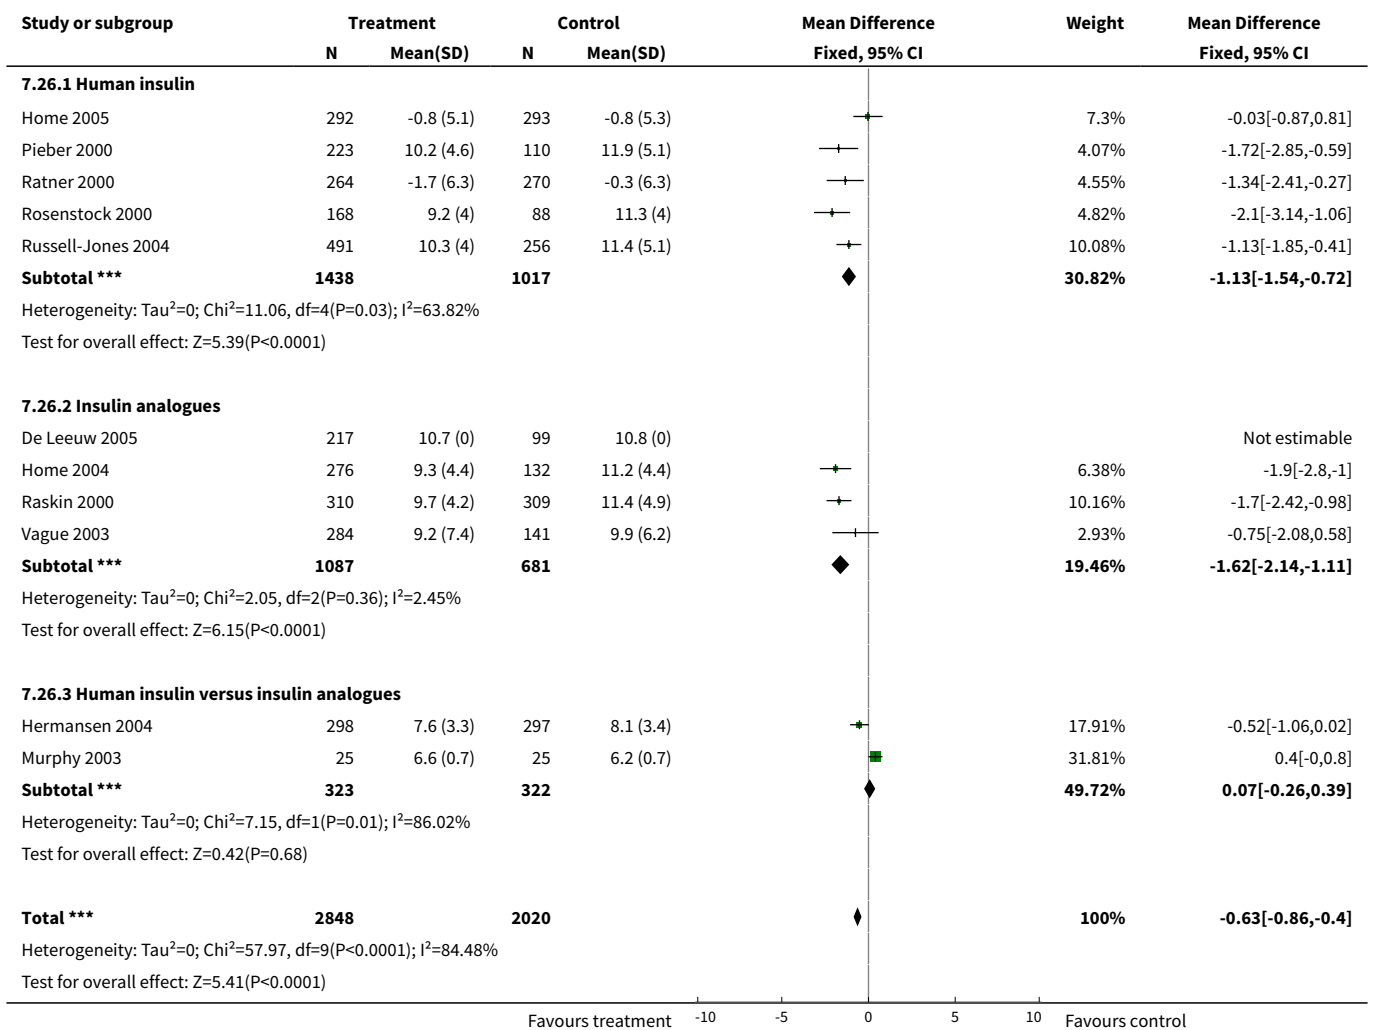 Study or subgroup Treatment Control Mean Difference Weight Mean Difference
N Mean(SD) N Mean(SD) Fixed, 95% CI Fixed, 95% CI
7.26.1 Human insulin
Home 2005 292 -0.8 (5.1) 293 -0.8 (5.3) 7.3% -0.03[-0.87,0.81]
Pieber 2000 223 10.2 (4.6) 110 11.9 (5.1) 4.07% -1.72[-2.85,-0.59]
Ratner 2000 264 -1.7 (6.3) 270 -0.3 (6.3) 4.55% -1.34[-2.41,-0.27]
Rosenstock 2000 168 9.2 (4) 88 11.3 (4) 4.82% -2.1[-3.14,-1.06]
Russell-Jones 2004 491 10.3 (4) 256 11.4 (5.1) 10.08% -1.13[-1.85,-0.41]
Subtotal *** 1438 1017 30.82% -1.13[-1.54,-0.72]
Heterogeneity: Tau²=0; Chi²=11.06, df=4(P=0.03); I²=63.82%
Test for overall effect: Z=5.39(P<0.0001)
7.26.2 Insulin analogues
De Leeuw 2005 217 10.7 (0) 99 10.8 (0) Not estimable
Home 2004 276 9.3 (4.4) 132 11.2 (4.4) 6.38% -1.9[-2.8,-1]
Raskin 2000 310 9.7 (4.2) 309 11.4 (4.9) 10.16% -1.7[-2.42,-0.98]
Vague 2003 284 9.2 (7.4) 141 9.9 (6.2) 2.93% -0.75[-2.08,0.58]
Subtotal *** 1087 681 19.46% -1.62[-2.14,-1.11]
Heterogeneity: Tau²=0; Chi²=2.05, df=2(P=0.36); I²=2.45%
Test for overall effect: Z=6.15(P<0.0001)
7.26.3 Human insulin versus insulin analogues
Hermansen 2004 298 7.6 (3.3) 297 8.1 (3.4) 17.91% -0.52[-1.06,0.02]
Murphy 2003 25 6.6 (0.7) 25 6.2 (0.7) 31.81% 0.4[-0,0.8]
Subtotal *** 323 322 49.72% 0.07[-0.26,0.39]
Heterogeneity: Tau²=0; Chi²=7.15, df=1(P=0.01); I²=86.02%
Test for overall effect: Z=0.42(P=0.68)
Total *** 2848 2020 100% -0.63[-0.86,-0.4]
Heterogeneity: Tau²=0; Chi²=57.97, df=9(P<0.0001); I²=84.48%
Test for overall effect: Z=5.41(P<0.0001)
Favours treatment -10 -5 0 5 10 Favours control